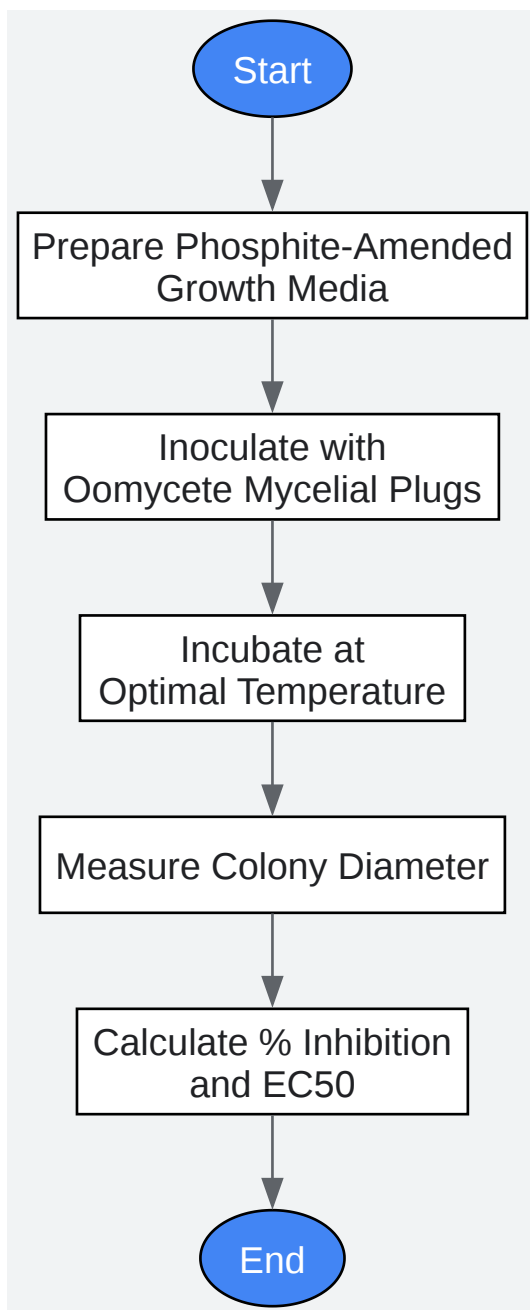 Start
Prepare Phosphite-Amended
Growth Media
Inoculate with
Oomycete Mycelial Plugs
Incubate at
Optimal Temperature
Measure Colony Diameter
Calculate % Inhibition
and EC50
End